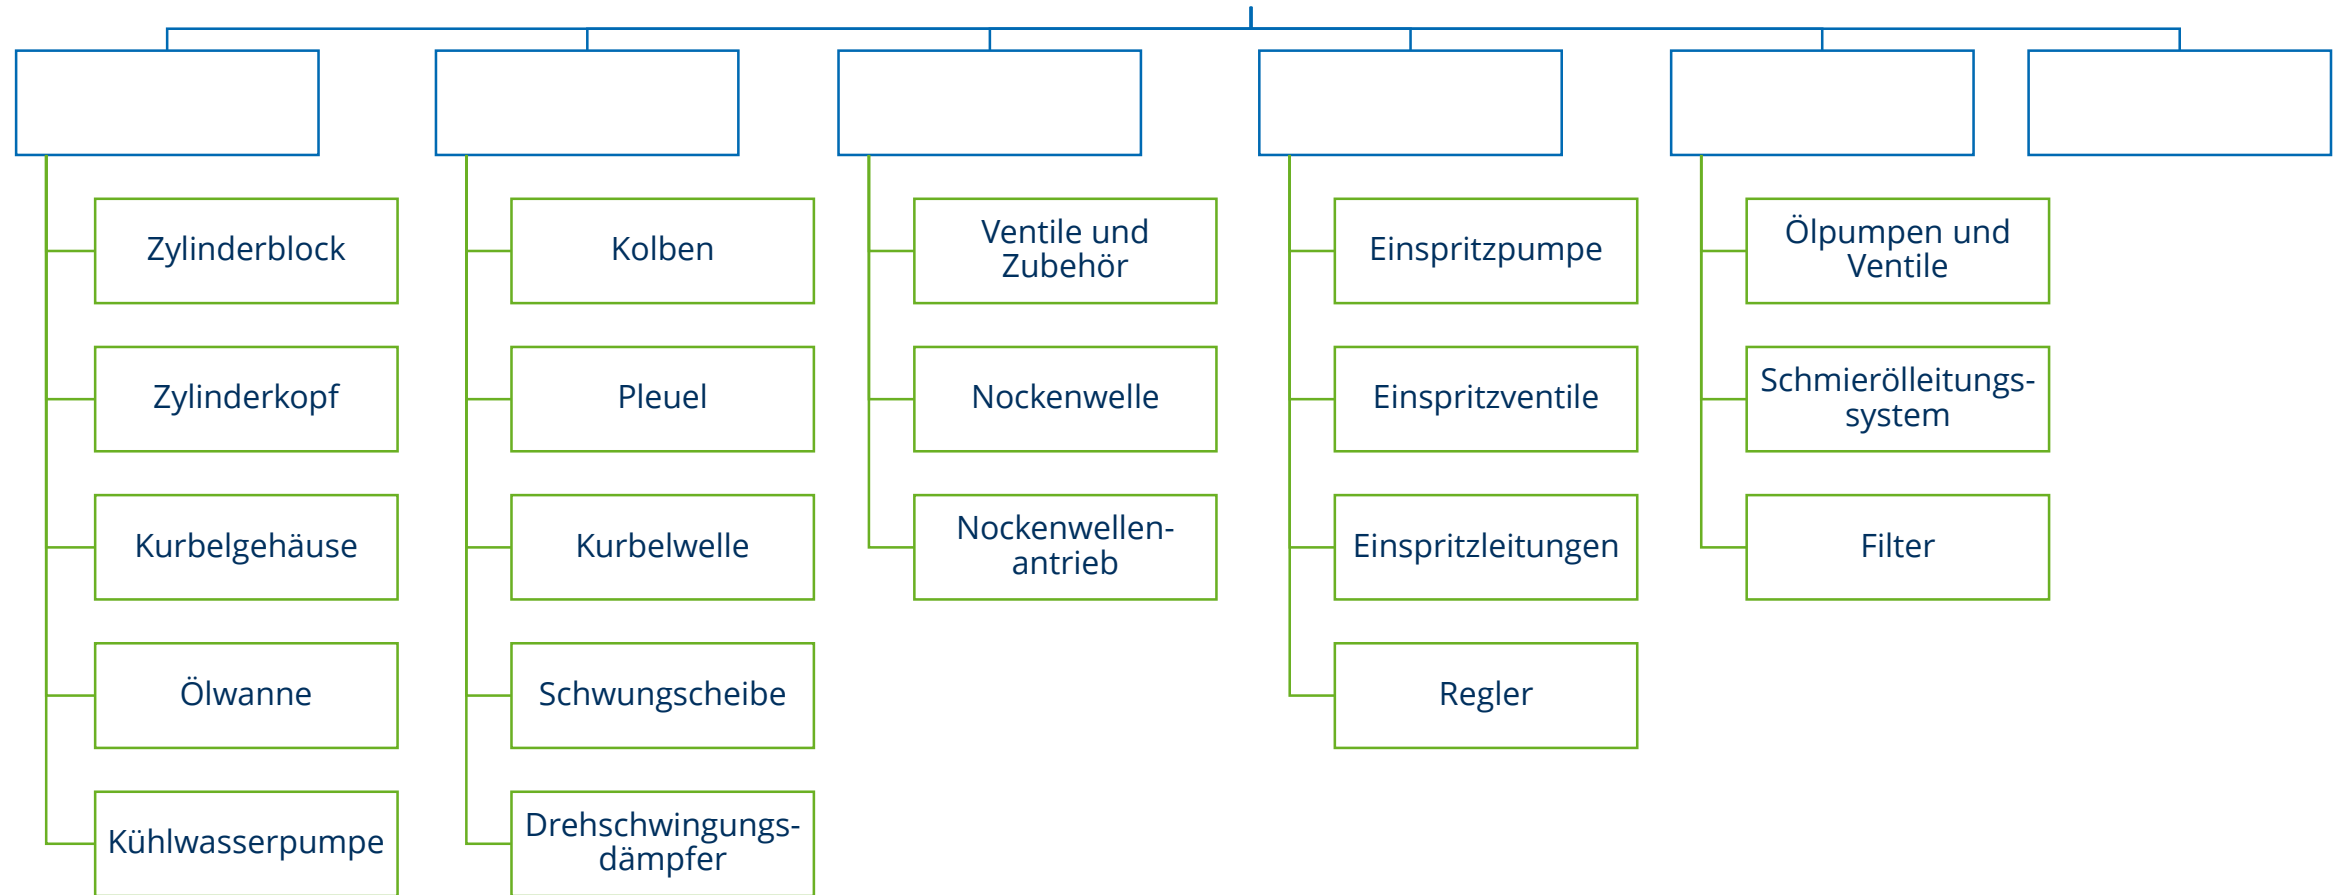 Zylinderblock
Zylinderkopf
Kurbelgehäuse
Ölwanne
Kühlwasserpumpe
Kolben
Pleuel
Kurbelwelle
Schwungscheibe
Drehschwingungs-
dämpfer
Ventile und
Zubehör
Nockenwelle
Nockenwellen-
antrieb
Einspritzpumpe
Einspritzventile
Einspritzleitungen
Regler
Ölpumpen und
Ventile
Schmierölleitungs-
system
Filter